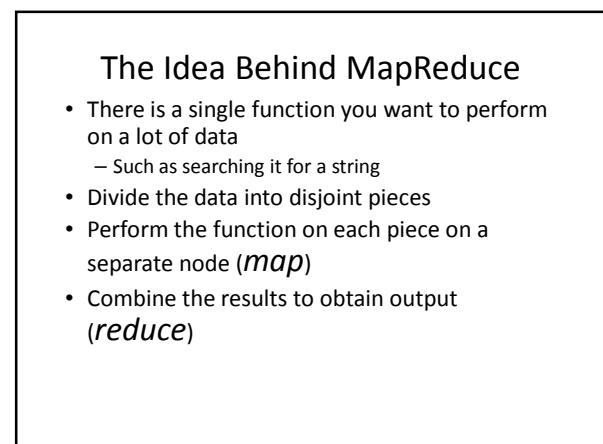 The Idea Behind MapReduce
• There is a single function you want to perform
on a lot of data
– Such as searching it for a string
• Divide the data into disjoint pieces
• Perform the function on each piece on a
separate node (map)
• Combine the results to obtain output
(reduce)